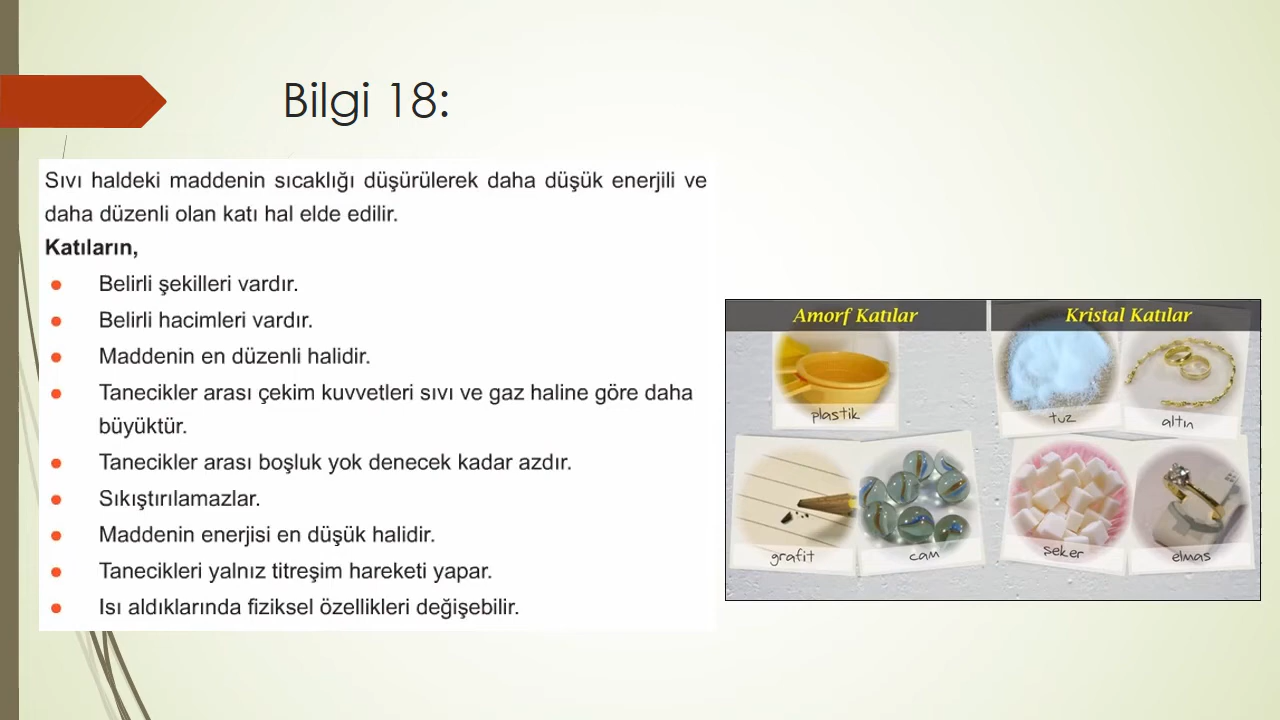 Bilgi 18:
Sıvı haldeki maddenin sıcaklığı düşürülerek daha düşük enerjili ve
daha düzenli olan katı hal elde edilir.
Katıların,
Belirli şekilleri vardır.
Belirli hacimleri vardır.
Maddenin en düzenli halidir.
Tanecikler arası çekim kuvvetleri sıvı ve gaz haline göre daha
büyüktür.
Tanecikler arası boşluk yok denecek kadar azdır.
Sıkıştırılamazlar.
Maddenin enerjisi en düşük halidir.
Tanecikleri yalnız titreşim hareketi yapar.
Isı aldıklarında fiziksel özellikleri değişebilir.
Amorf Katılar
plastik
grafit
cam
Kristal Katılar
tuz
altın
şeker
elmas